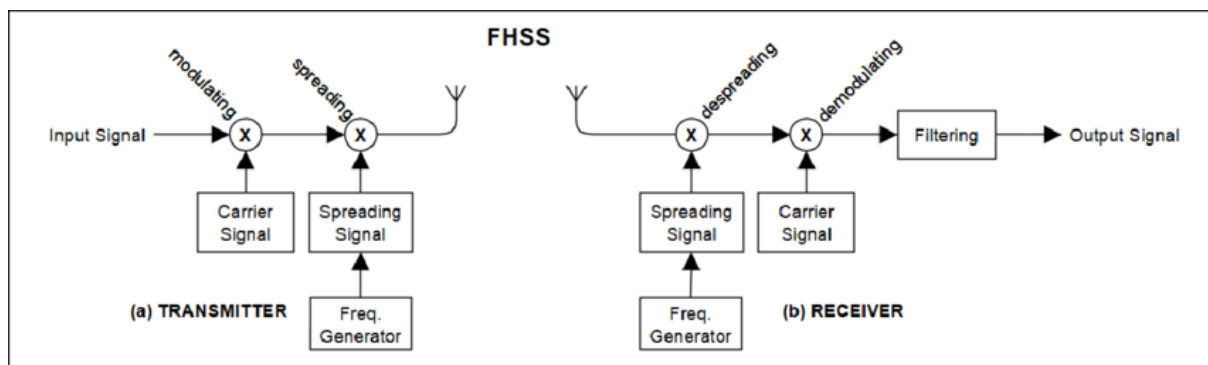 FHSS
modulating
spreading
despreading
demodulating
Input Signal
X
X
X
X
Filtering
Output Signal
Carrier
Signal
Spreading
Signal
Spreading
Signal
Carrier
Signal
(a) TRANSMITTER
Freq.
Generator
Freq.
Generator
(b) RECEIVER